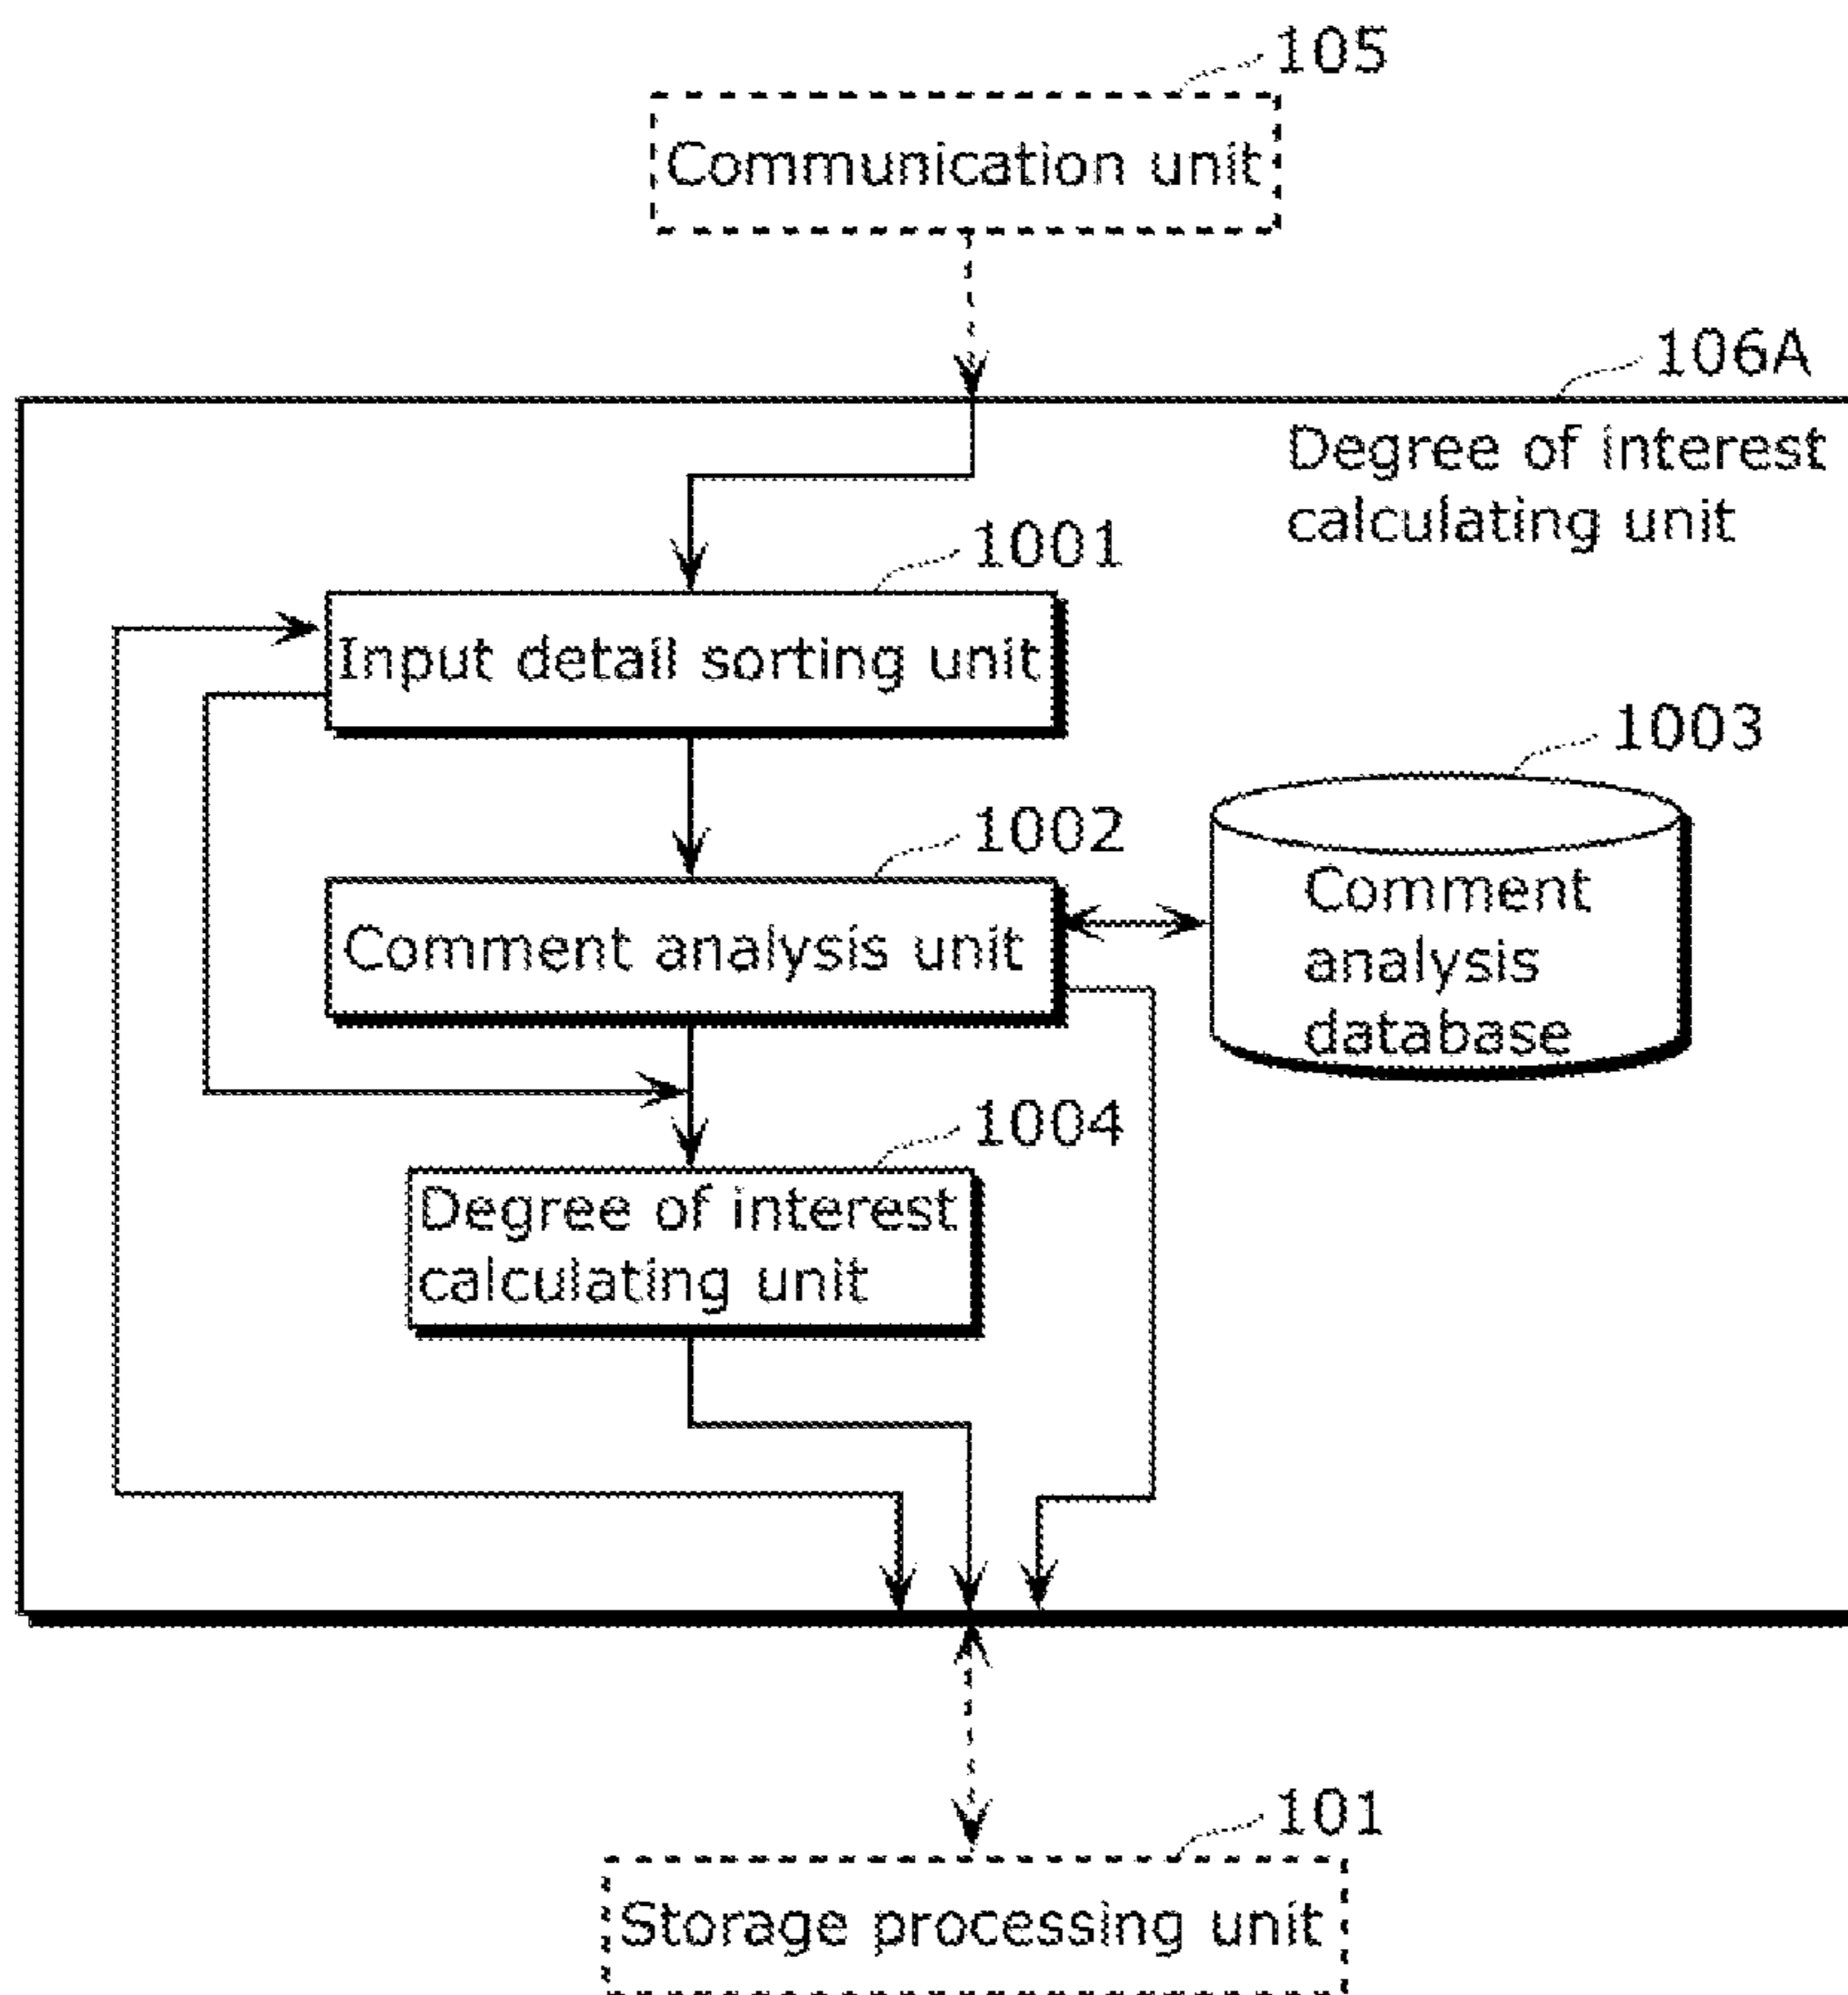 105
Communication unit
106A
Degree of interest
calculating unit
1001
Input detail sorting unit
1003
1002
Comment
analysis
database
Comment analysis unit
1004
Degree of interest
calculating unit
101
Storage processing unit